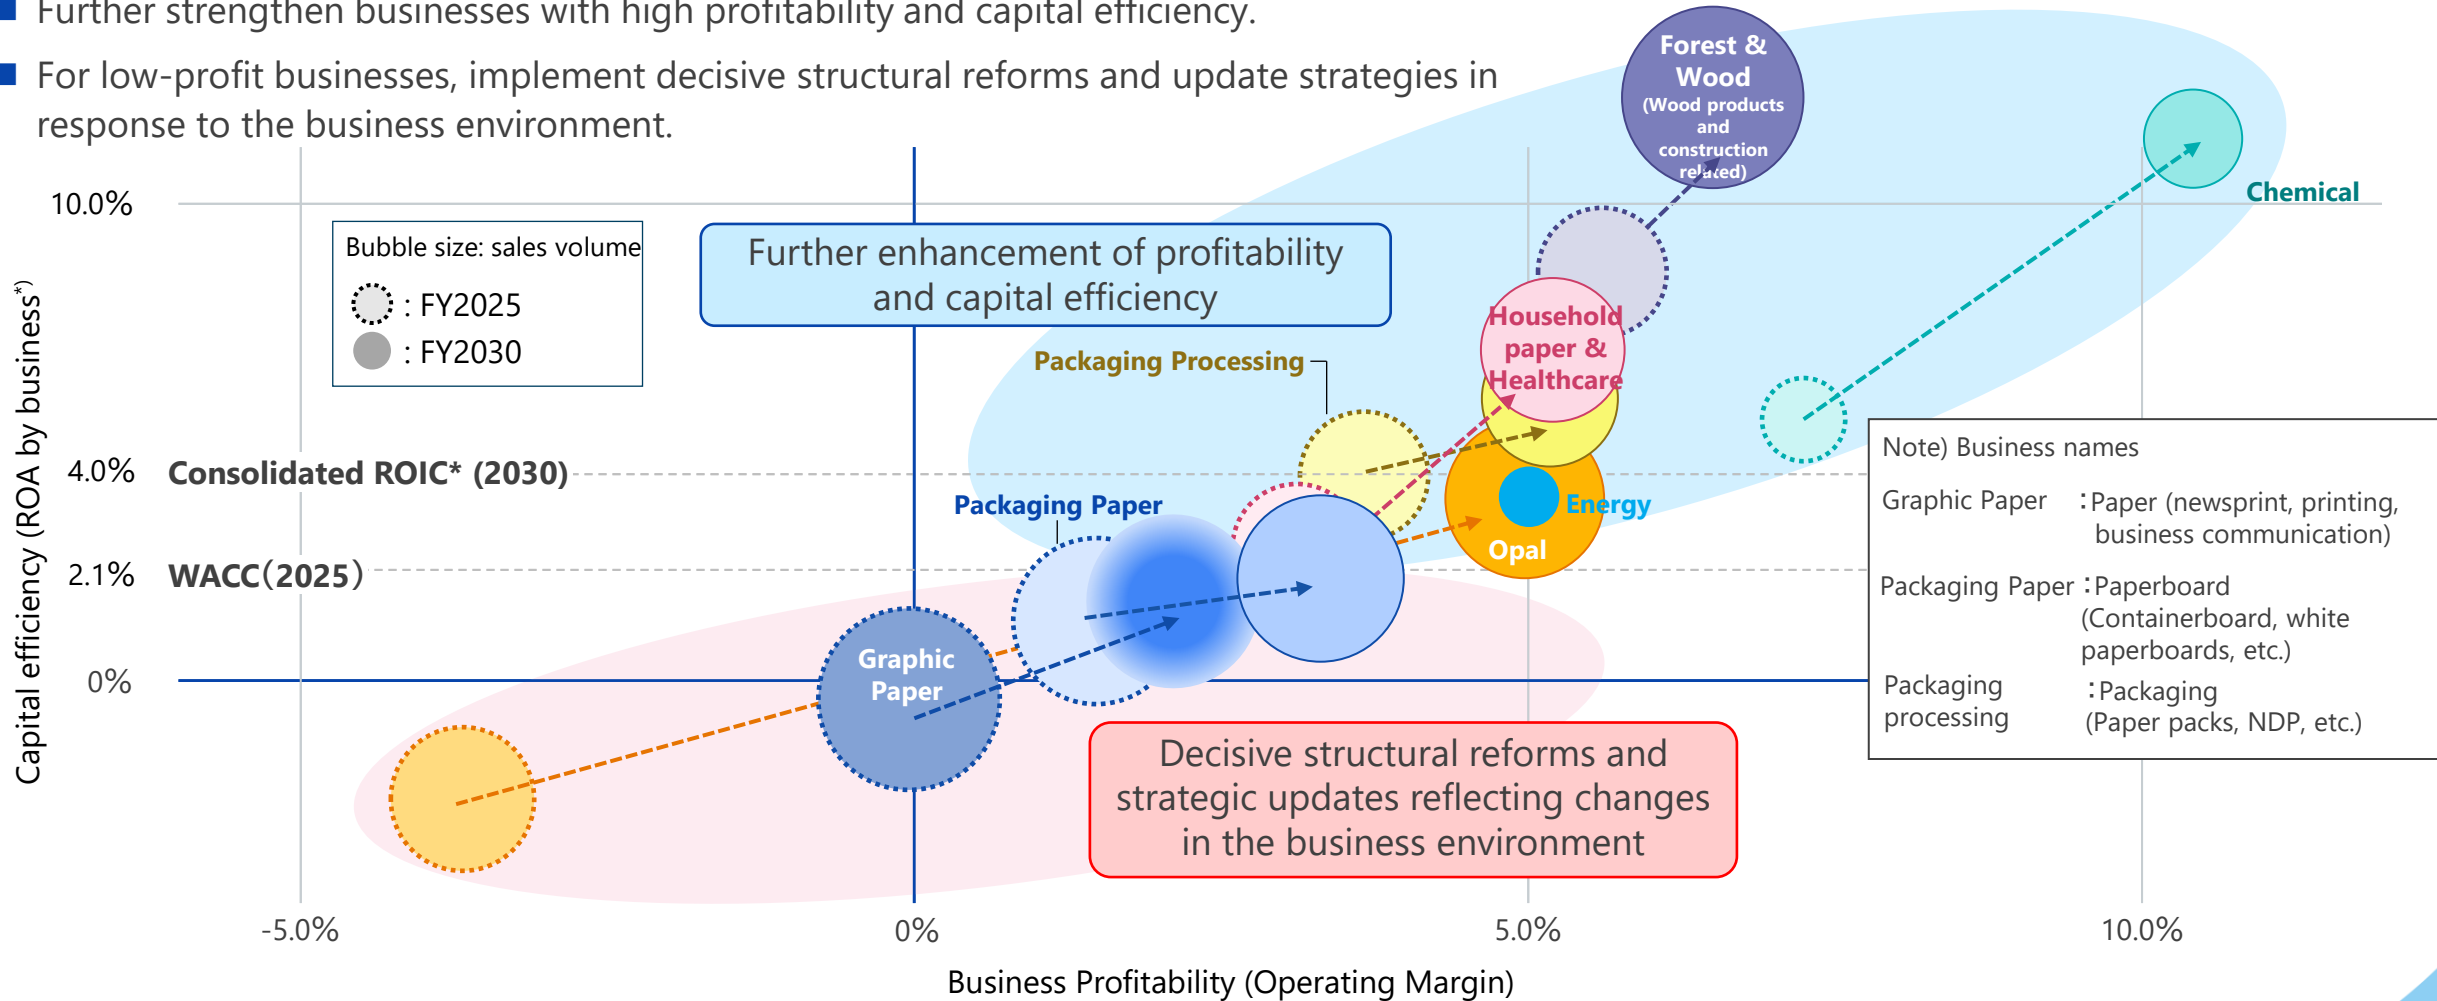 Further strengthen businesses with high profitability and capital efficiency.
For low-profit businesses, implement decisive structural reforms and update strategies in
response to the business environment.
Forest &
Wood
(Wood products
and
construction
related)
Chemical
10.0%
Bubble size: sales volume
: FY2025
: FY2030
Further enhancement of profitability
and capital efficiency
Household
paper &
Healthcare
Packaging Processing
Capital efficiency (ROA by business*)
4.0%
Consolidated ROIC* (2030)
Packaging Paper
Energy
Opal
2.1%
WACC（2025）
Graphic
Paper
0%
Note) Business names
Graphic Paper ：Paper (newsprint, printing,
business communication)
Packaging Paper：Paperboard
(Containerboard, white
paperboards, etc.)
Packaging ：Packaging
processing (Paper packs, NDP, etc.)
Decisive structural reforms and
strategic updates reflecting changes
in the business environment
-5.0% 0% 5.0% 10.0%
Business Profitability (Operating Margin)